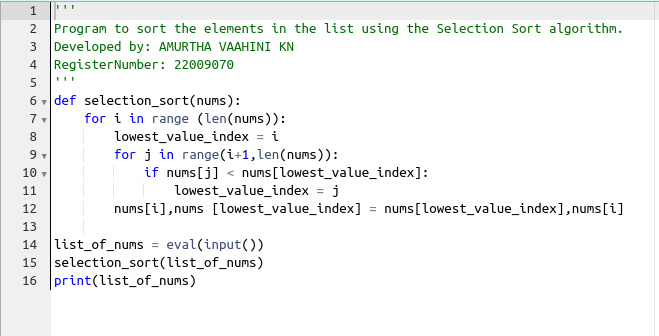 1 '''
2 Program to sort the elements in the list using the Selection Sort algorithm.
3 Developed by: AMURTHA VAAHINI KN
4 RegisterNumber: 22009070
5 '''
6 def selection_sort(nums):
7     for i in range (len(nums)):
8         lowest_value_index = i
9         for j in range(i+1,len(nums)):
10             if nums[j] < nums[lowest_value_index]:
11                 lowest_value_index = j
12         nums[i],nums [lowest_value_index] = nums[lowest_value_index],nums[i]
13
14 list_of_nums = eval(input())
15 selection_sort(list_of_nums)
16 print(list_of_nums)